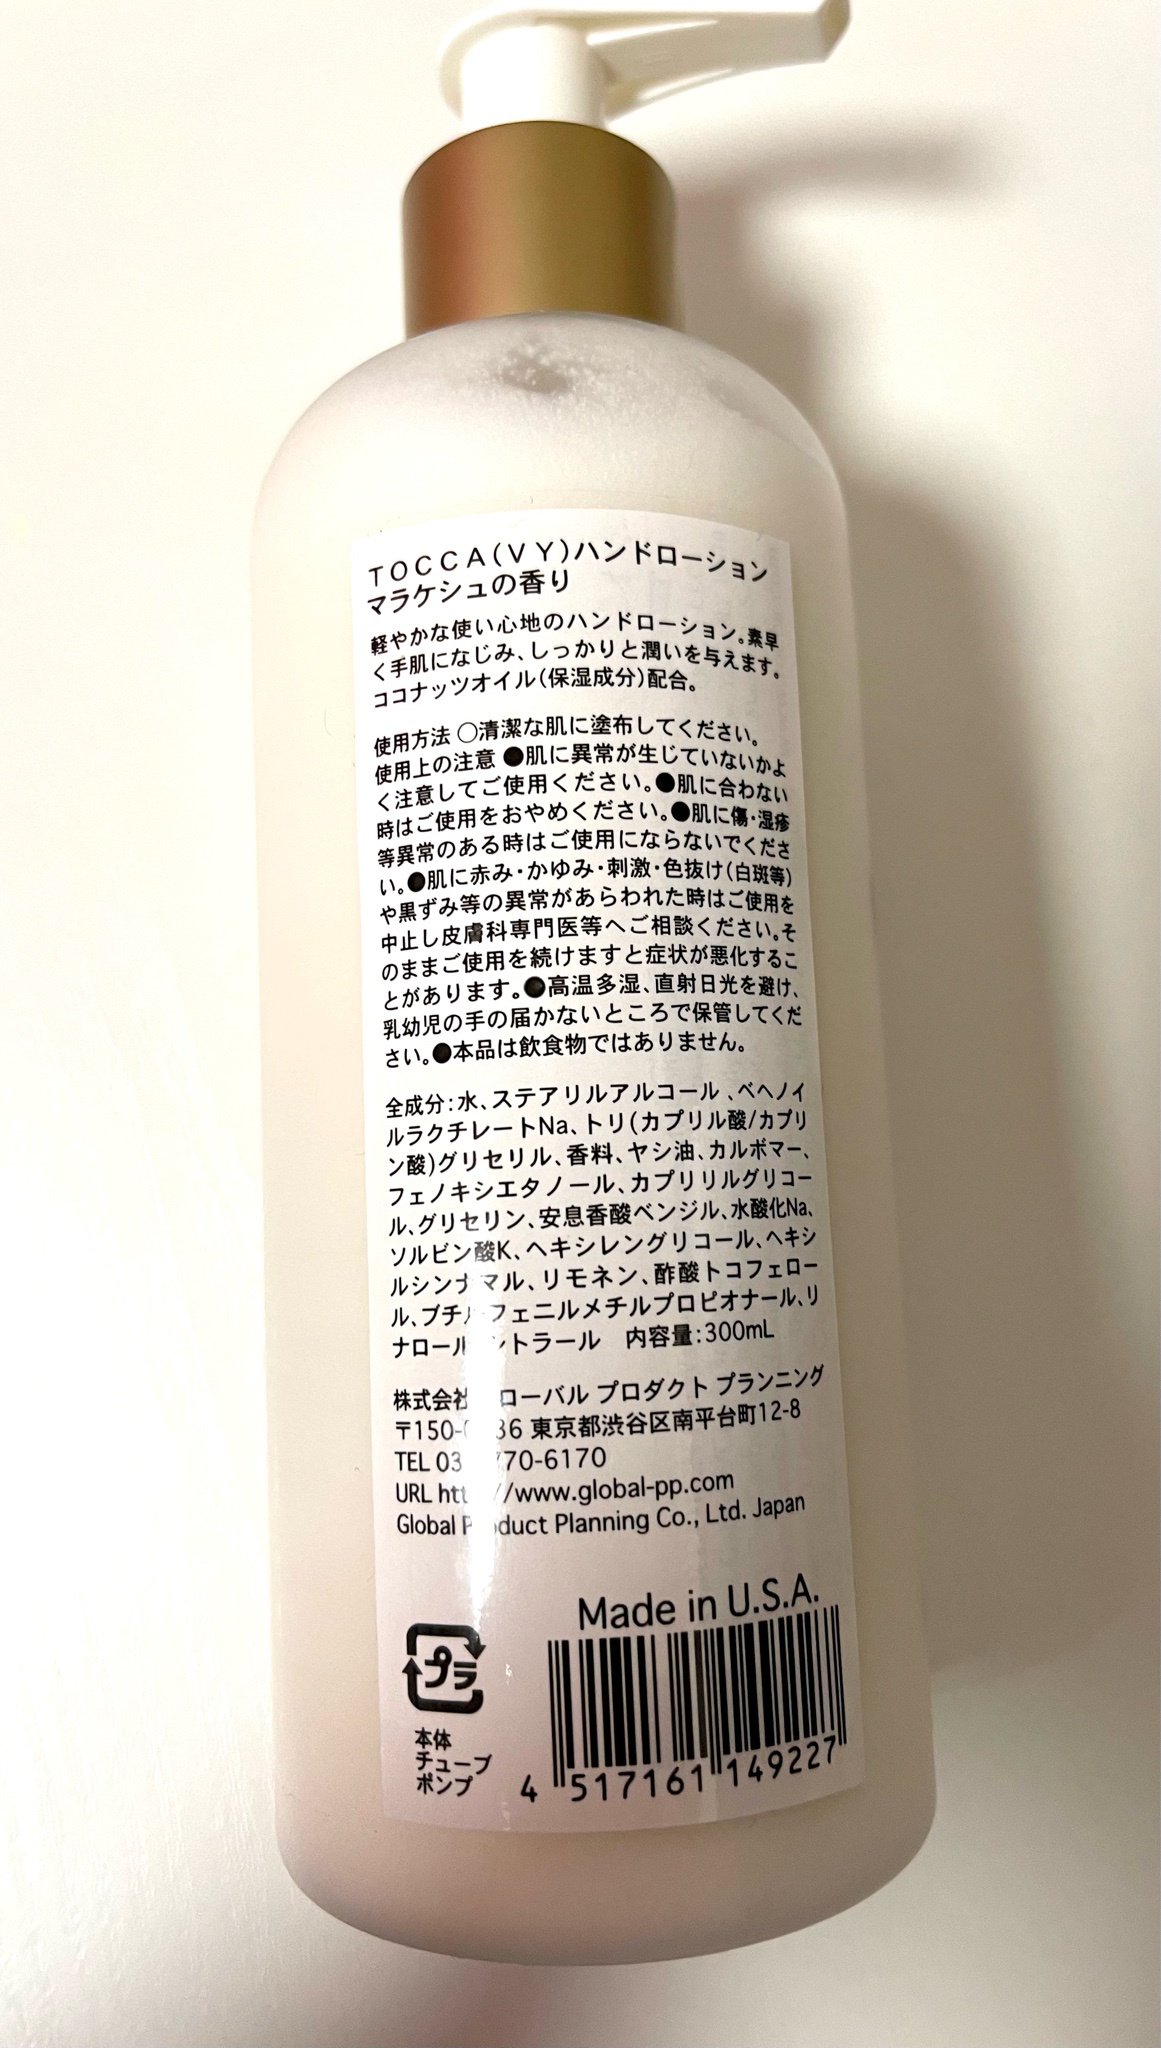 TOCCA(VY)ハンドローション
マラケシュの香り
軽やかな使い心地のハンドローション。素早
く手肌になじみ、しっかりと潤いを与えます。
ココナッツオイル(保湿成分)配合。
使用方法 ○清潔な肌に塗布してください。
使用上の注意 ●肌に異常が生じていないかよ
く注意してご使用ください。●肌に合わない
時はご使用をおやめください。●肌に傷・湿疹
等異常のある時はご使用にならないでくださ
い。●肌に赤み・かゆみ・刺激・色抜け(白斑等)
や黒ずみ等の異常があらわれた時はご使用を
中止し皮膚科専門医等へご相談ください。そ
のままご使用を続けますと症状が悪化するこ
とがあります。●高温多湿、直射日光を避け、
乳幼児の手の届かないところで保管してくだ
さい。●本品は飲食物ではありません。
全成分:水、ステアリルアルコール 、ベヘノイ
ルラクチレートNa、トリ(カプリル酸/カプリ
ン酸)グリセリル、香料、ヤシ油、カルボマー、
フェノキシエタノール、カプリリルグリコー
ル、グリセリン、安息香酸ベンジル、水酸化Na、
ソルビン酸K、ヘキシレングリコール、ヘキシ
ルシンナマル、リモネン、酢酸トコフェロー
ル、ブチルフェニルメチルプロピオナール、リ
ナロール 内容量:300mL
株式会社 プロダクト プランニング
東京都渋谷区南平台町12-8
TEL 03 70-6170
URL www.global-pp.com
Global Product Planning Co., Ltd. Japan
Made in U.S.A.
プラ
本体
チューブ
ポンプ
4 517161 149227